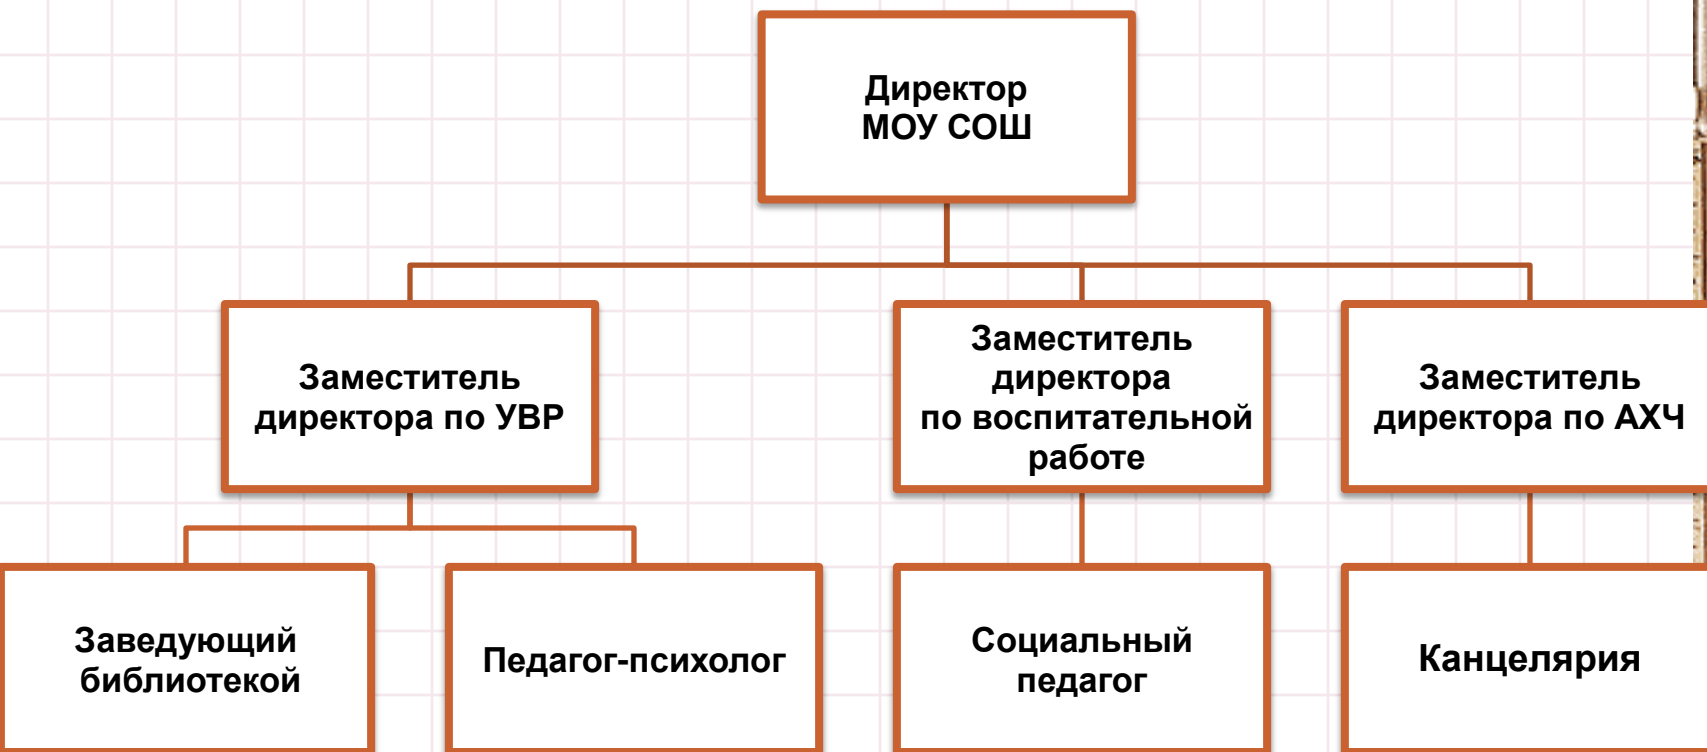 Директор
МОУ СОШ
Заместитель
директора по УВР
Заместитель
директора
по воспитательной
работе
Заместитель
директора по АХЧ
Заведующий
библиотекой
Педагог-психолог
Социальный
педагог
Канцелярия